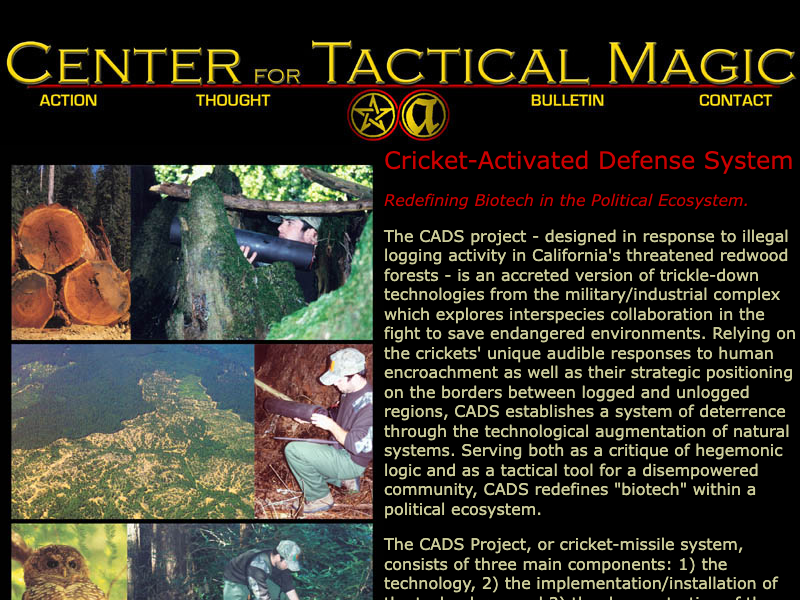 CENTER FOR TACTICAL MAGIC
ACTION THOUGHT BULLETIN CONTACT
a
Cricket-Activated Defense System
Redefining Biotech in the Political Ecosystem.
The CADS project - designed in response to illegal
logging activity in California's threatened redwood
forests - is an accreted version of trickle-down
technologies from the military/industrial complex
which explores interspecies collaboration in the
fight to save endangered environments. Relying on
the crickets' unique audible responses to human
encroachment as well as their strategic positioning
on the borders between logged and unlogged
regions, CADS establishes a system of deterrence
through the technological augmentation of natural
systems. Serving both as a critique of hegemonic
logic and as a tactical tool for a disempowered
community, CADS redefines "biotech" within a
political ecosystem.
The CADS Project, or cricket-missile system,
consists of three main components: 1) the
technology, 2) the implementation/installation of